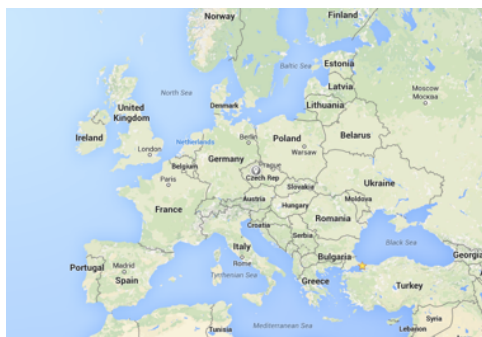 Norway
Finland
Baltic Sea
Estonia
Latvia
Lithuania
Moscow
Москва
North Sea
Denmark
United
Kingdom
Ireland
London
Netherlands
Belgium
Berlin
Germany
Poland
Warsaw
Belarus
Prague
Czech Rep
Paris
France
Slovakia
Austria
Hungary
Ukraine
Moldova
Romania
Croatia
Serbia
Bulgaria
Black Sea
Georgia
Italy
Rome
Tyrrhenian Sea
Portugal
Madrid
Spain
Greece
Turkey
Syria
Lebanon
Tunisia
Mediterranean Sea